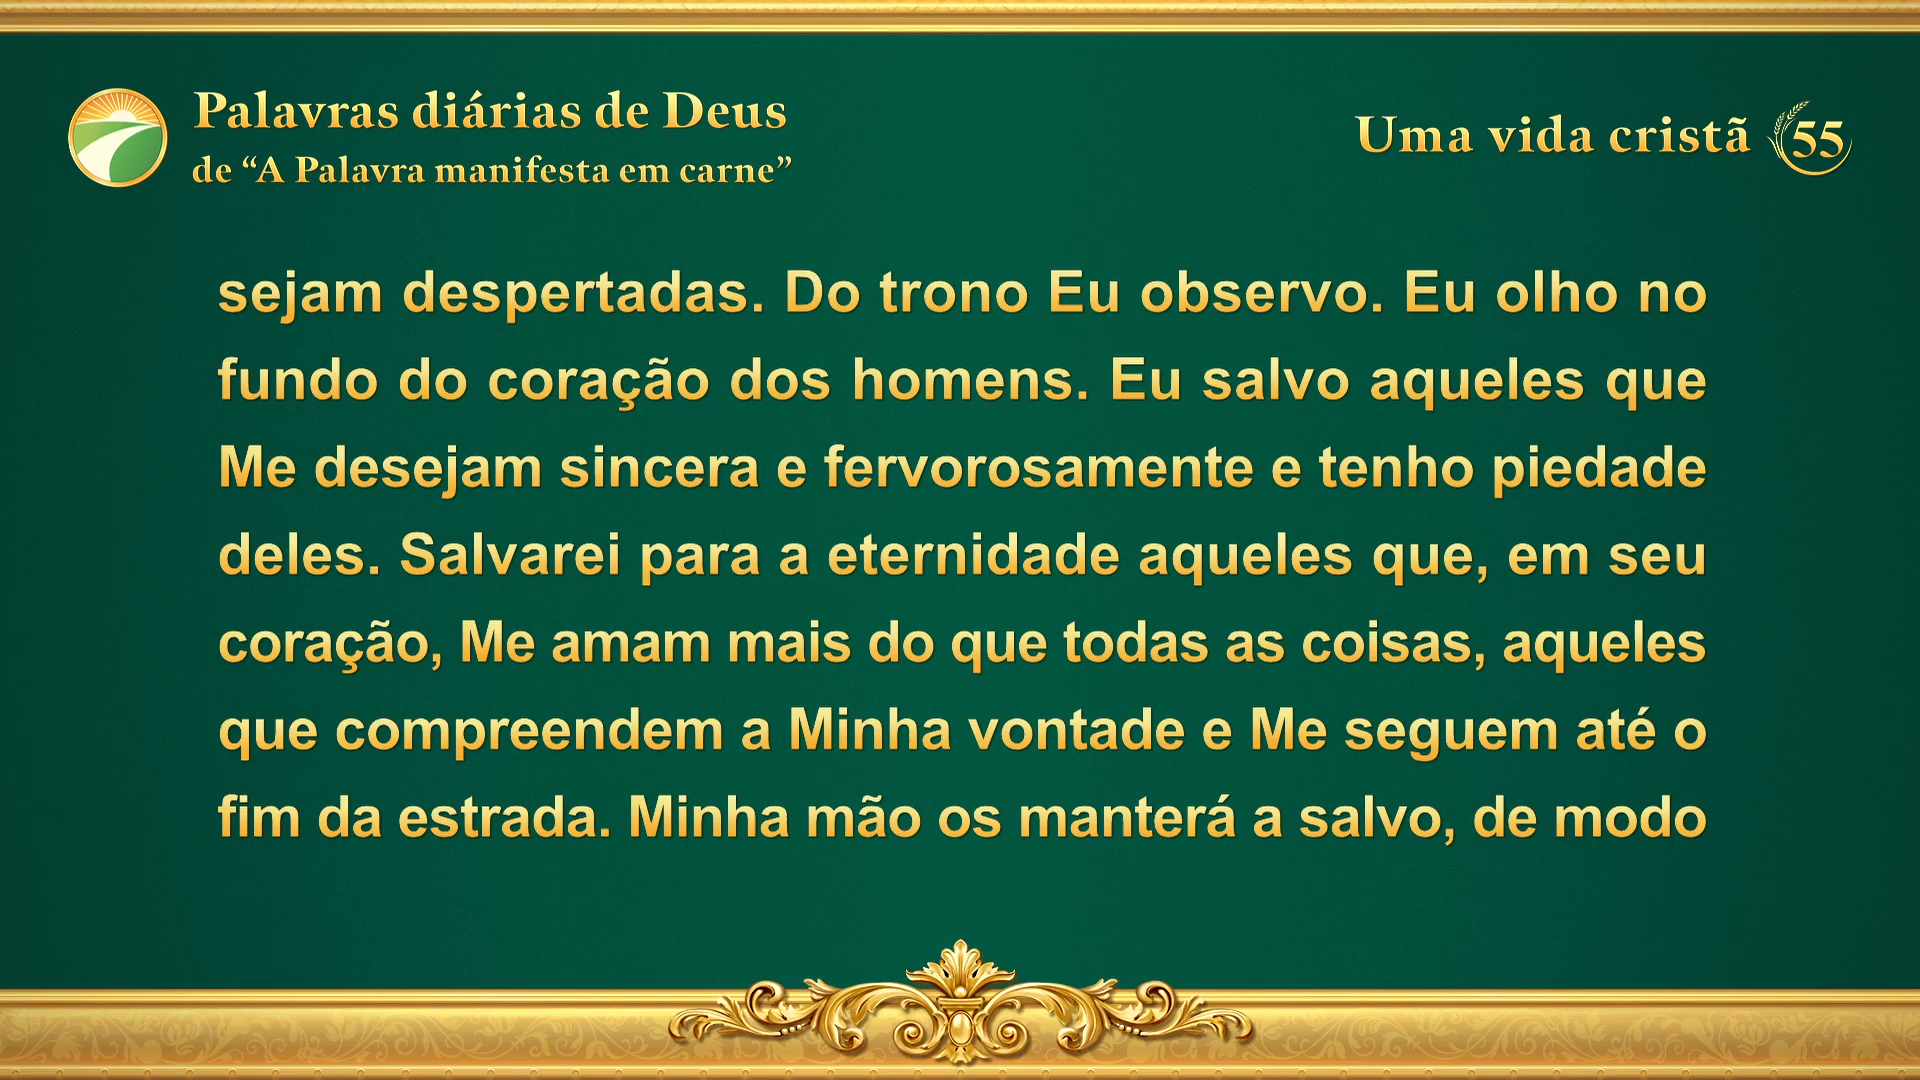 Palavras diárias de Deus
de “A Palavra manifesta em carne”
Uma vida cristã 55
sejam despertadas. Do trono Eu observo. Eu olho no
fundo do coração dos homens. Eu salvo aqueles que
Me desejam sincera e fervorosamente e tenho piedade
deles. Salvarei para a eternidade aqueles que, em seu
coração, Me amam mais do que todas as coisas, aqueles
que compreendem a Minha vontade e Me seguem até o
fim da estrada. Minha mão os manterá a salvo, de modo